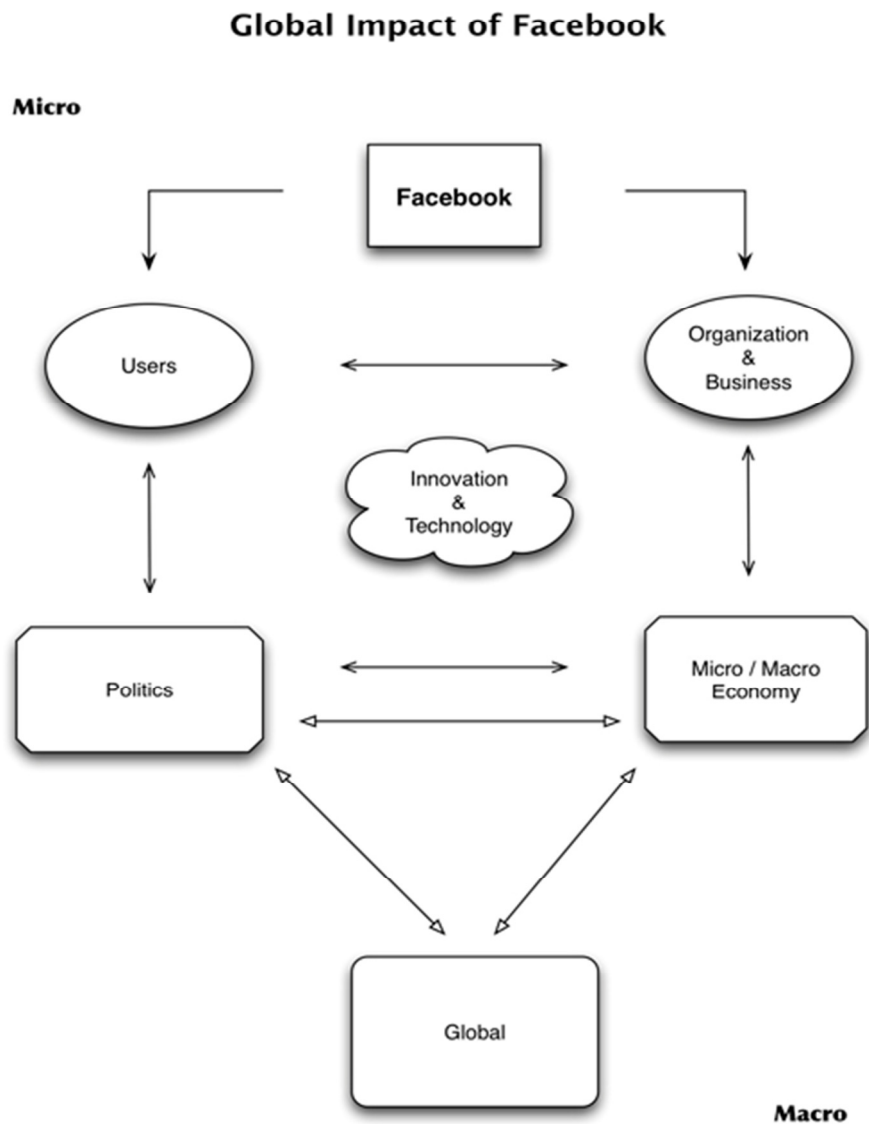 Global Impact of Facebook
Micro
Facebook
Users
Organization
&
Business
Innovation
&
Technology
Politics
Micro / Macro
Economy
Global
Macro